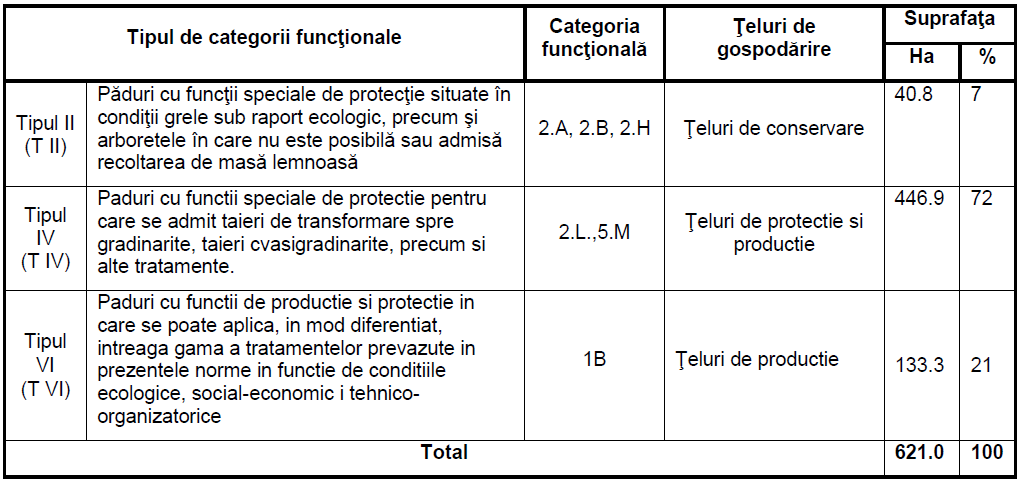 Tipul de categorii funcţionale
Categoria
funcţională
Ţeluri de
gospodărire
Suprafaţa
Ha
%
Tipul II
(T II)
Păduri cu funcţii speciale de protecţie situate în
condiţii grele sub raport ecologic, precum şi
arboretele în care nu este posibilă sau admisă
recoltarea de masă lemnoasă
2.A, 2.B, 2.H
Ţeluri de conservare
40.8
7
Tipul
IV
(T IV)
Paduri cu functii speciale de protectie pentru
care se admit taieri de transformare spre
gradinarite, taieri cvasigradinarite, precum si
alte tratamente.
2.L.,5.M
Ţeluri de protectie si
productie
446.9
72
Tipul
VI
(T VI)
Paduri cu functii de productie si protectie in
care se poate aplica, in mod diferentiat,
intreaga gama a tratamentelor prevazute in
prezentele norme in functie de conditiile
ecologice, social-economic i tehnico-
organizatorice
1B
Ţeluri de productie
133.3
21
Total
621.0
100